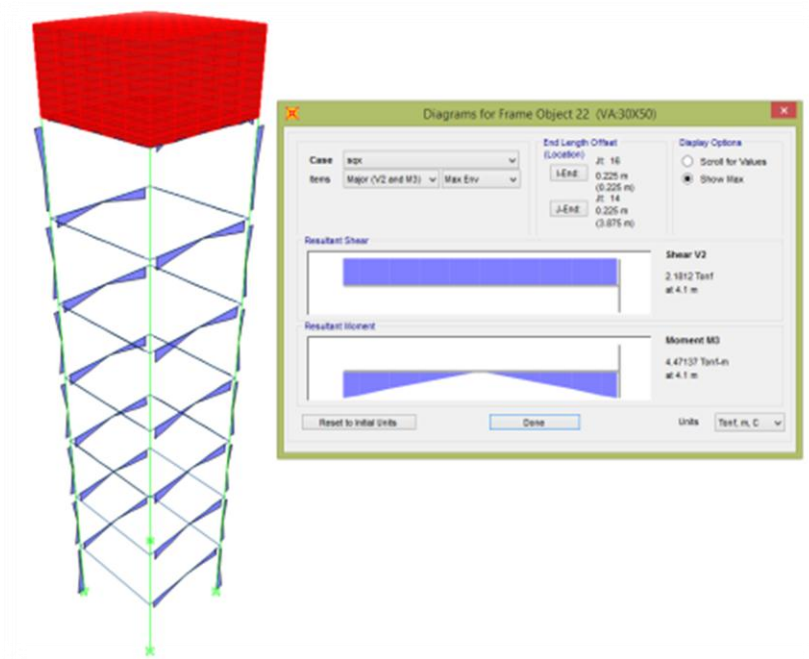 Diagrams for Frame Object 22 (VA:30X50)
Case sqx
Items Major (V2 and M3) Max Env
End Length Offset
(Location)
Jt: 16
I-End: 0.225 m
(0.225 m)
Jt: 14
J-End: 0.225 m
(3.875 m)
Display Options
Scroll for Values
Show Max
Resultant Shear
Shear V2
2.1812 Tonf
at 4.1 m
Resultant Moment
Moment M3
4.47137 Tonf-m
at 4.1 m
Reset to Initial Units
Done
Units Tonf, m, C